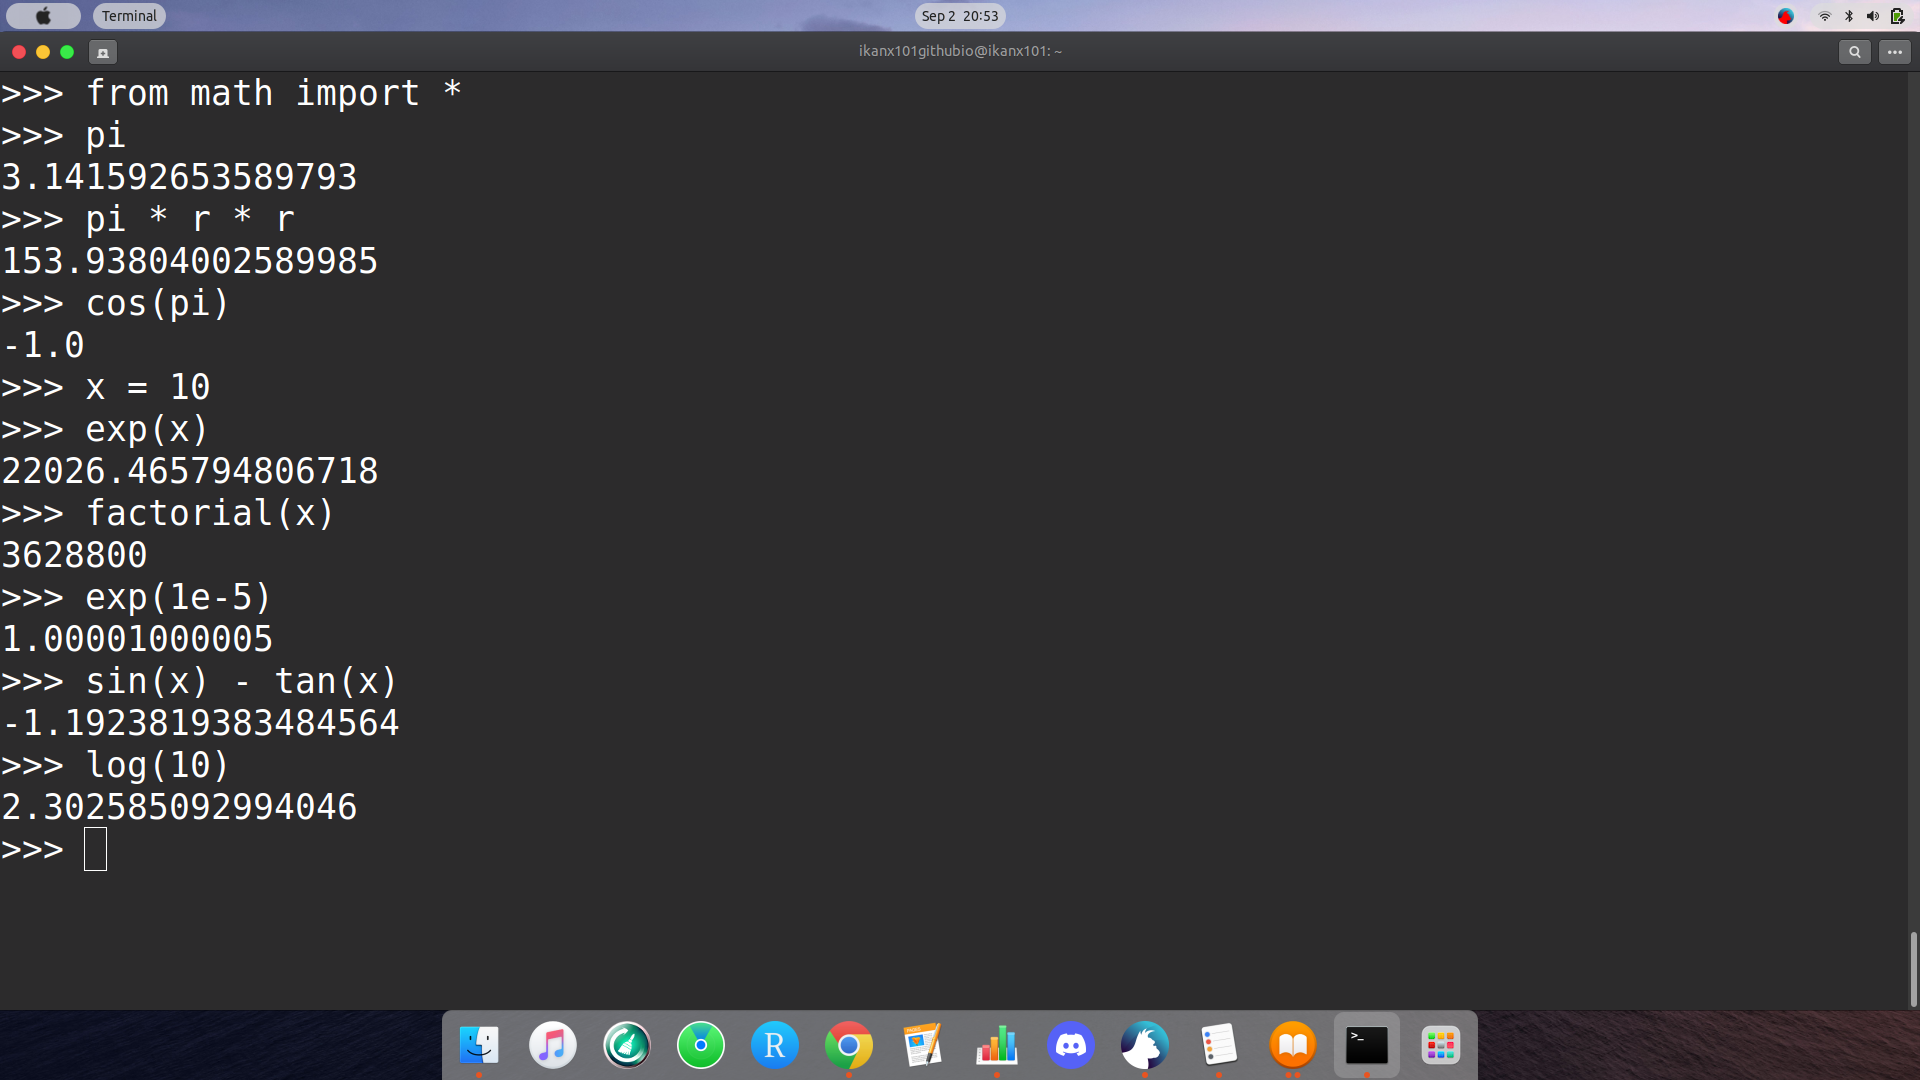 Terminal
Sep 2 20:53
ikanx101githubio@ikanx101: ~
>>> from math import *
>>> pi
3.141592653589793
>>> pi * r * r
153.93804002589985
>>> cos(pi)
-1.0
>>> x = 10
>>> exp(x)
22026.465794806718
>>> factorial(x)
3628800
>>> exp(1e-5)
1.00001000005
>>> sin(x) - tan(x)
-1.1923819383484564
>>> log(10)
2.302585092994046
>>>
R
>_